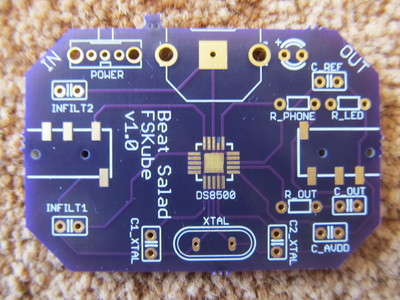 IN
OUT
+
POWER
C_REF
INFILT2
R_PHONE
R_LED
Beat Salad
FSKube
v1.0
DS8500
INFILT1
C1_XTAL
XTAL
C2_XTAL
R_OUT
C_OUT
C_AVDD